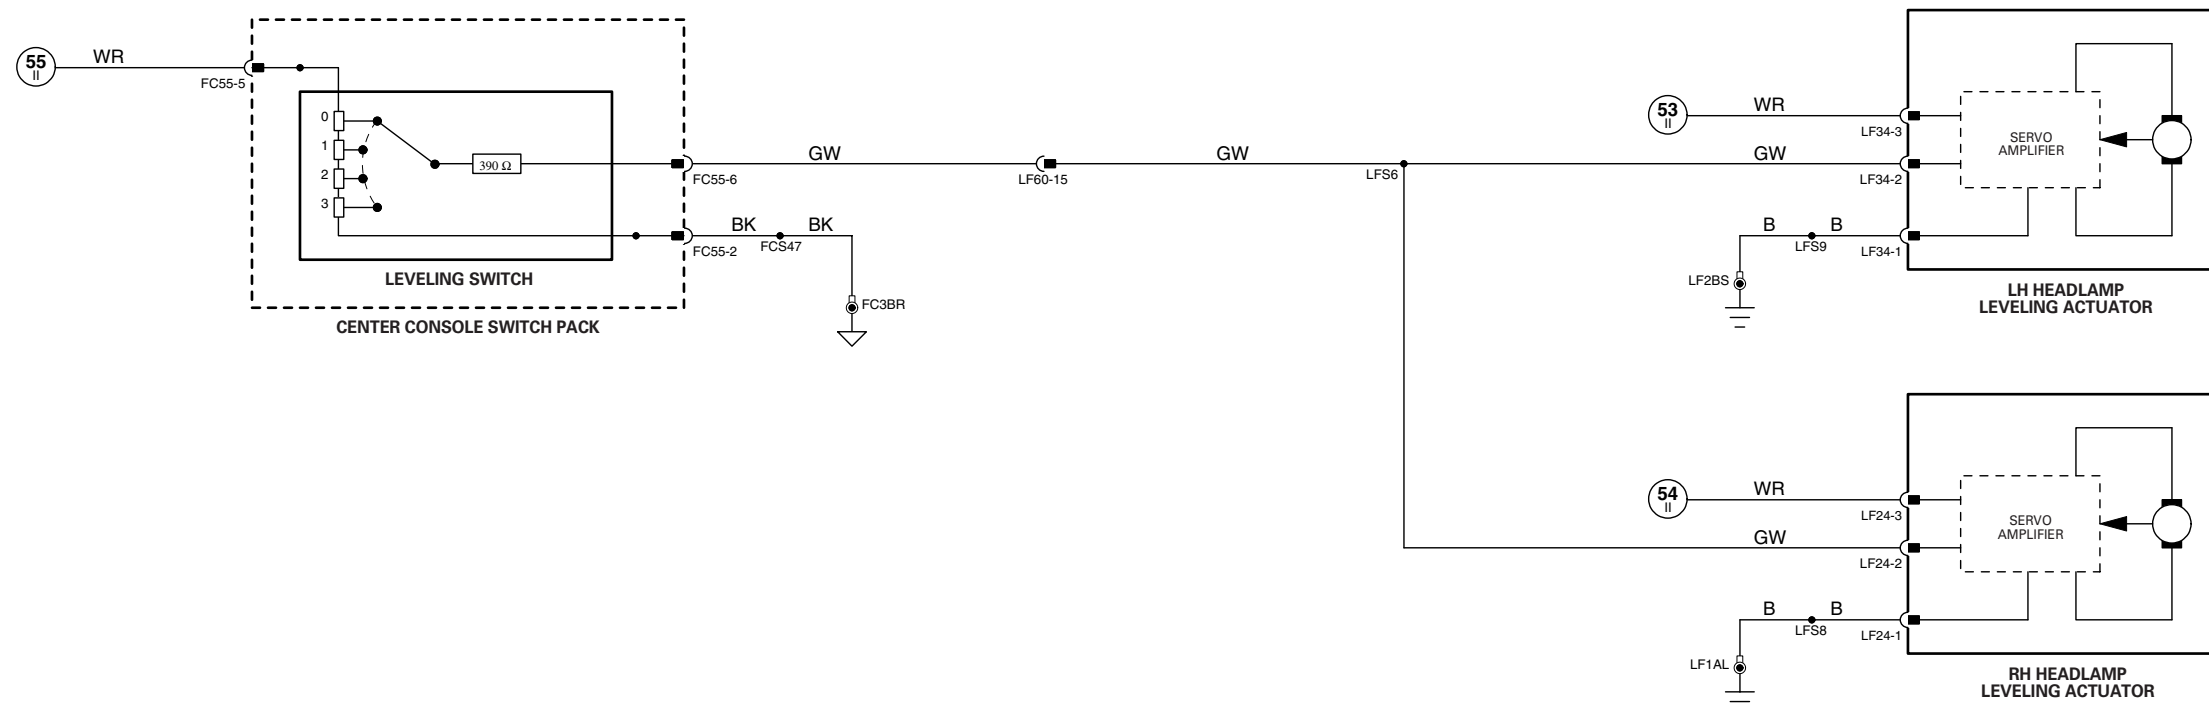 55
II
WR
FC55-5
0
1
2
3
390 Ω
LEVELING SWITCH
CENTER CONSOLE SWITCH PACK
FC55-6
GW
LF60-15
GW
LFS6
FC55-2
BK
FCS47
BK
FC3BR
53
II
WR
LF34-3
GW
LF34-2
B
LFS9
B
LF34-1
LF2BS
SERVO
AMPLIFIER
LH HEADLAMP
LEVELING ACTUATOR
54
II
WR
LF24-3
GW
LF24-2
B
LFS8
B
LF24-1
LF1AL
SERVO
AMPLIFIER
RH HEADLAMP
LEVELING ACTUATOR